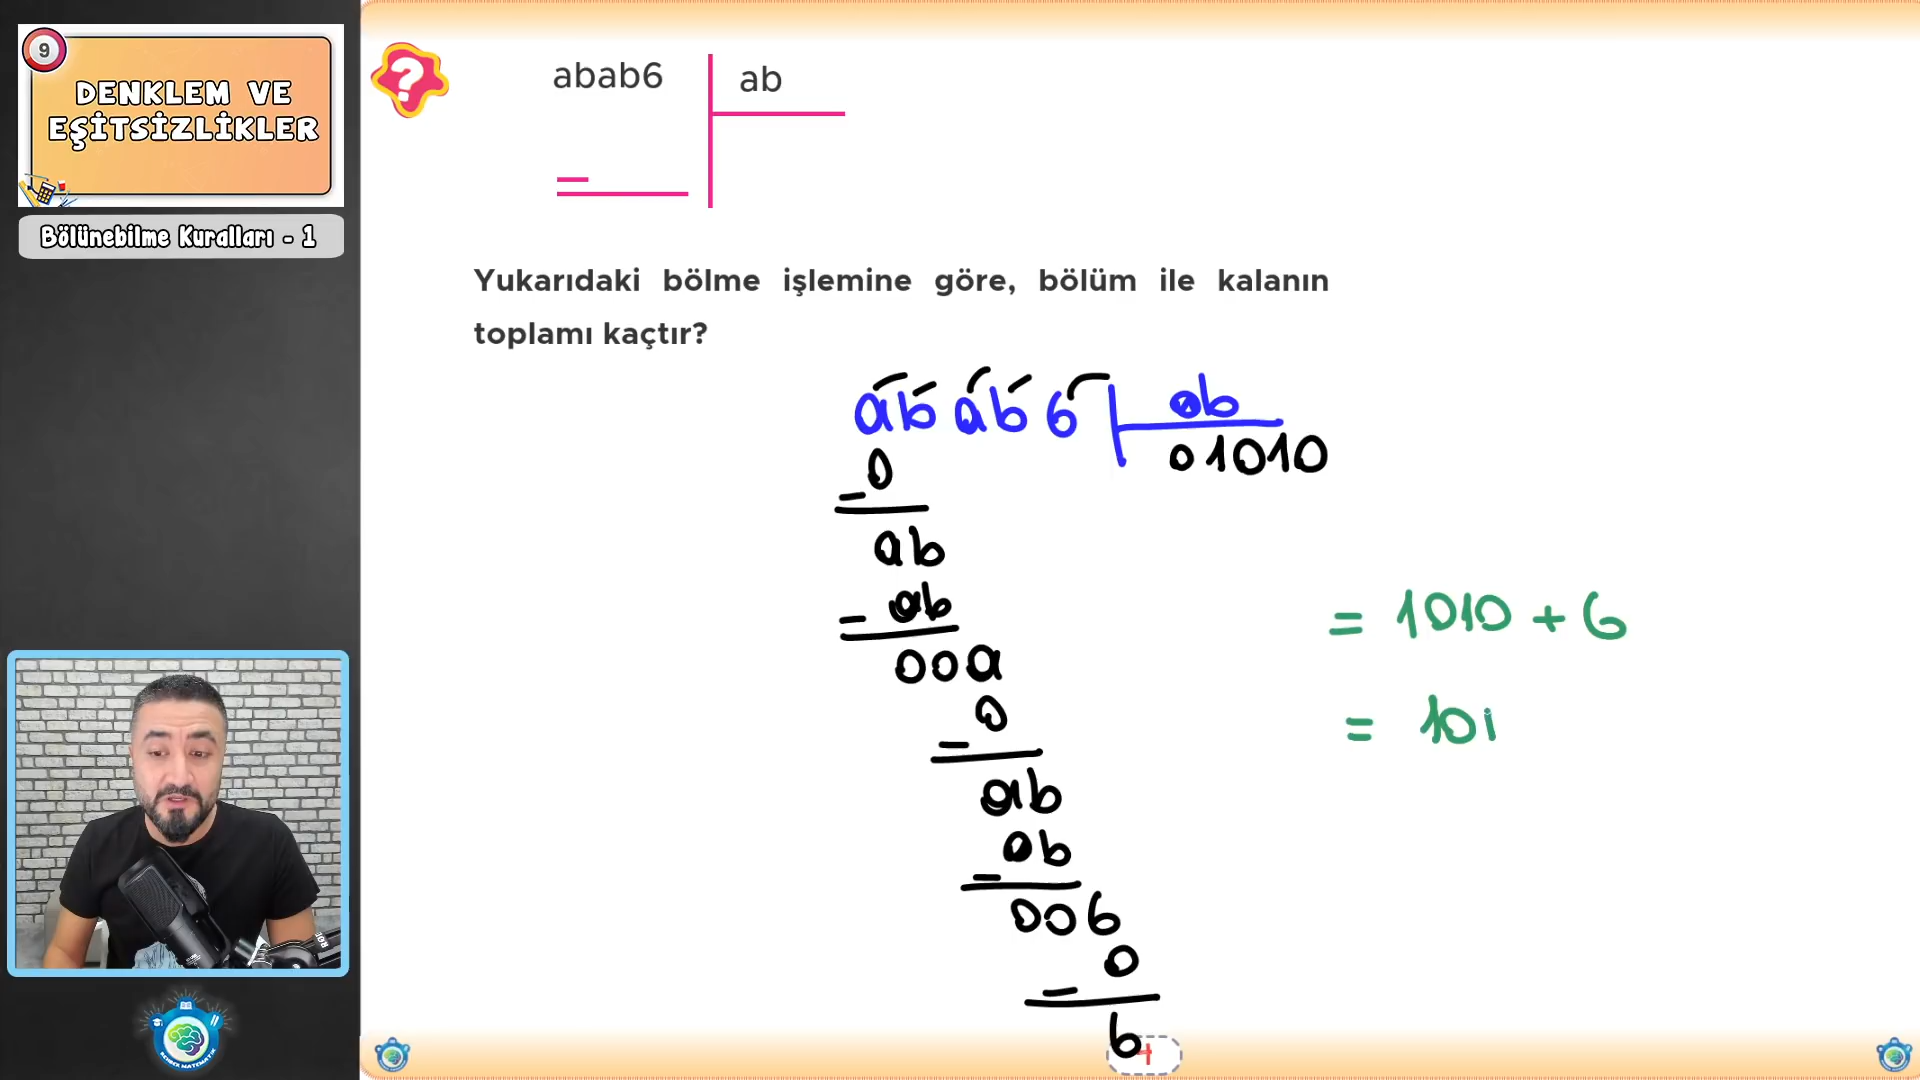 9
DENKLEM VE
EŞİTSİZLİKLER
Bölünebilme Kuralları - 1
abab6 ab
Yukarıdaki bölme işlemine göre, bölüm ile kalanın
toplamı kaçtır?
abab6 ab
01010
0
ab
- ab
00a
- 0
ab
- ab
006
- 0
6
= 1010 + 6
= 101
RODE